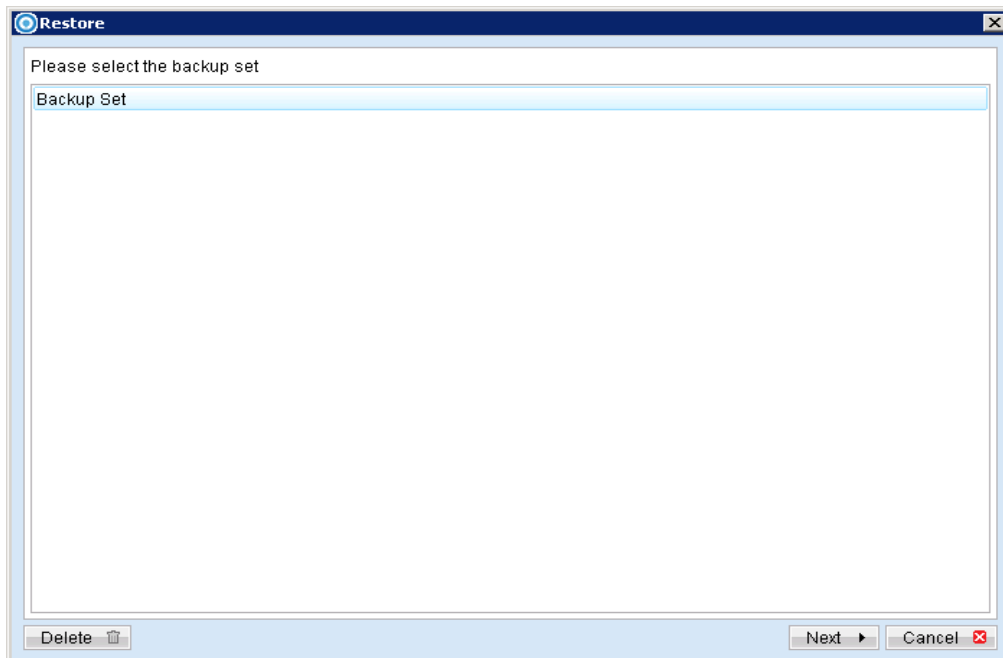 Restore
Please select the backup set
Backup Set
Delete
Next
Cancel